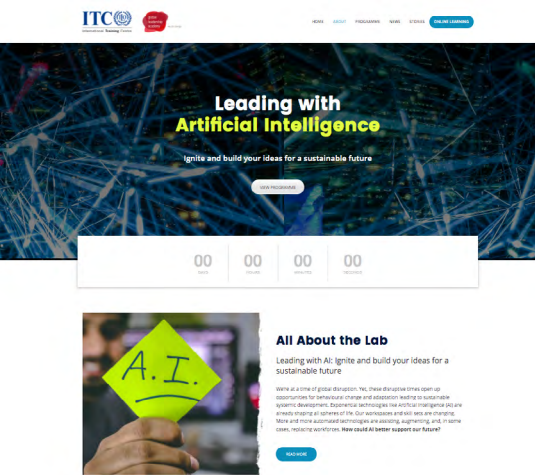 ITC
International Training Centre
HOME ABOUT PROGRAMME NEWS STORIES ONLINE LEARNING
Leading with
Artificial Intelligence
Ignite and build your ideas for a sustainable future
VIEW PROGRAMME
00 00 00 00
DAYS HOURS MINUTES SECONDS
A.I.
All About the Lab
Leading with AI: Ignite and build your ideas for a
sustainable future
We're at a time of global disruption. Yet, these disruptive times open up
opportunities for behavioural change and adaptation leading to sustainable
systemic development. Exponential technologies like Artificial Intelligence (AI) are
already shaping all spheres of life. Our workspaces and skill sets are changing.
More and more automated technologies are assisting, augmenting, and, in some
cases, replacing workforces. How could AI better support our future?
READ MORE